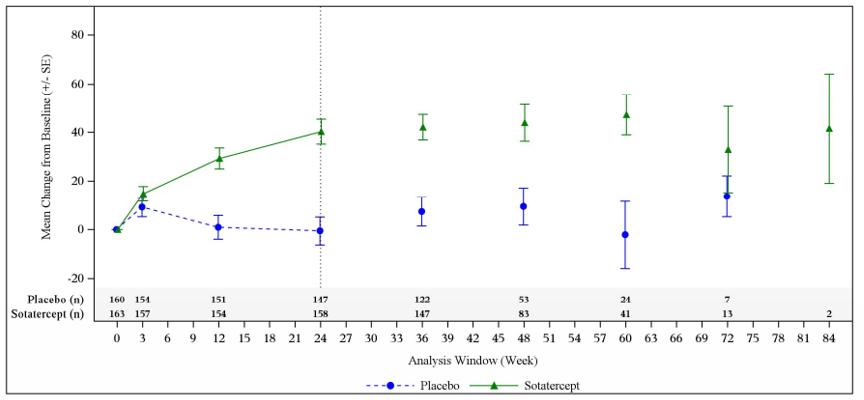 Mean Change from Baseline (+/- SE)
80
60
40
20
0
-20
Placebo (n) 160 154 151 147 122 53 24 7
Sotatercept (n) 163 157 154 158 147 83 41 13 2
0 3 6 9 12 15 18 21 24 27 30 33 36 39 42 45 48 51 54 57 60 63 66 69 72 75 78 81 84
Analysis Window (Week)
Placebo Sotatercept